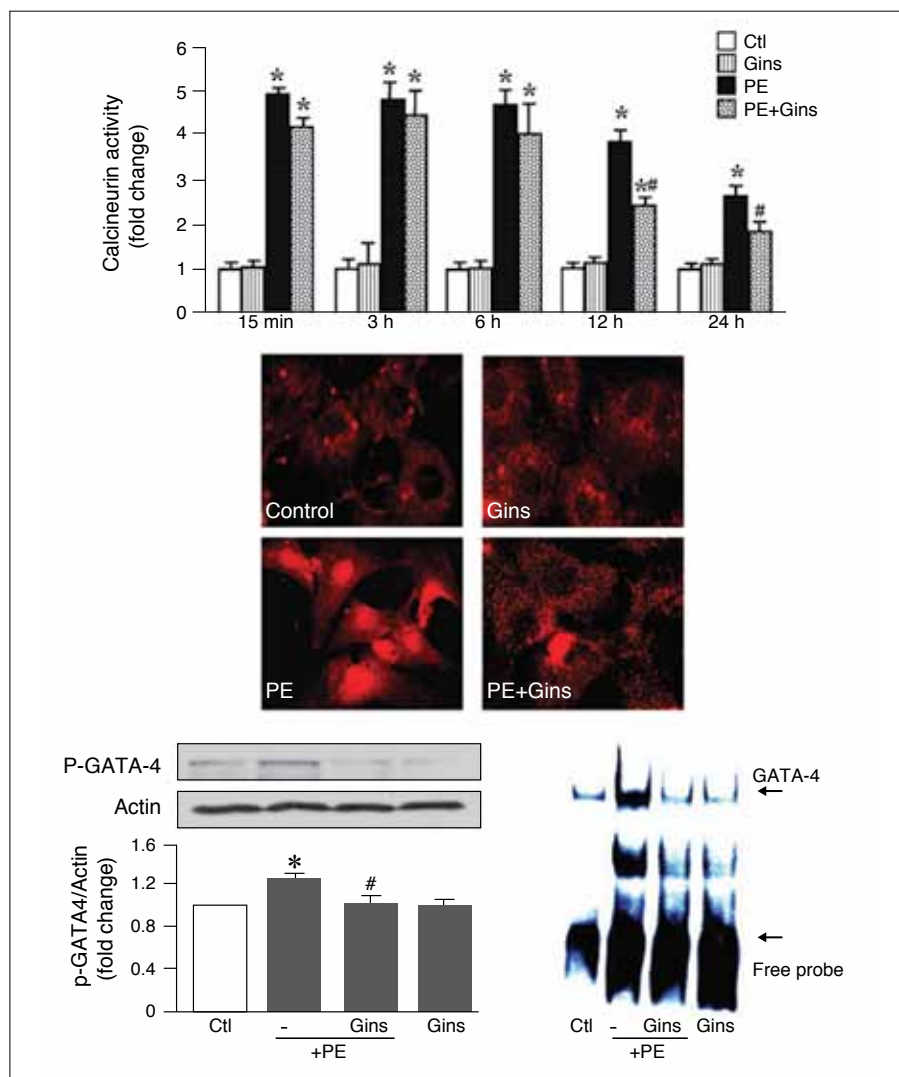 Ctl
Gins
PE
PE+Gins
Calcineurin activity
(fold change)
6
5
4
3
2
1
0
* * * * * * * *# * #
15 min 3 h 6 h 12 h 24 h
Control
Gins
PE
PE+Gins
P-GATA-4
Actin
p-GATA4/Actin
(fold change)
1.6
1.2
0.8
0.4
0
* #
Ctl - Gins Gins
+PE
GATA-4
Free probe
Ctl - Gins Gins
+PE